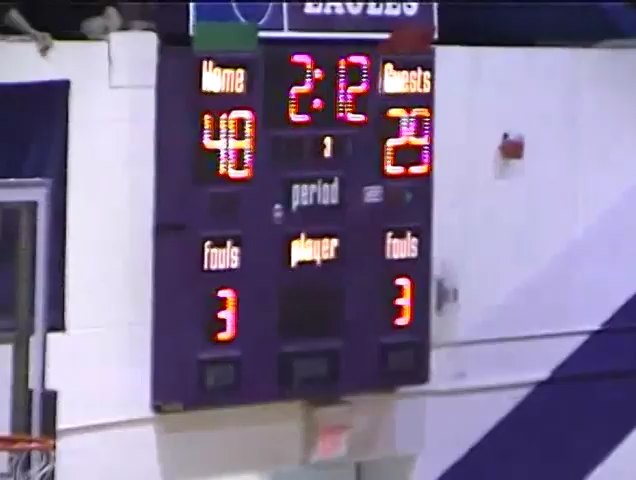 EAGLES
Home 2:12 Guests
48 29
3
period
fouls player fouls
3 3